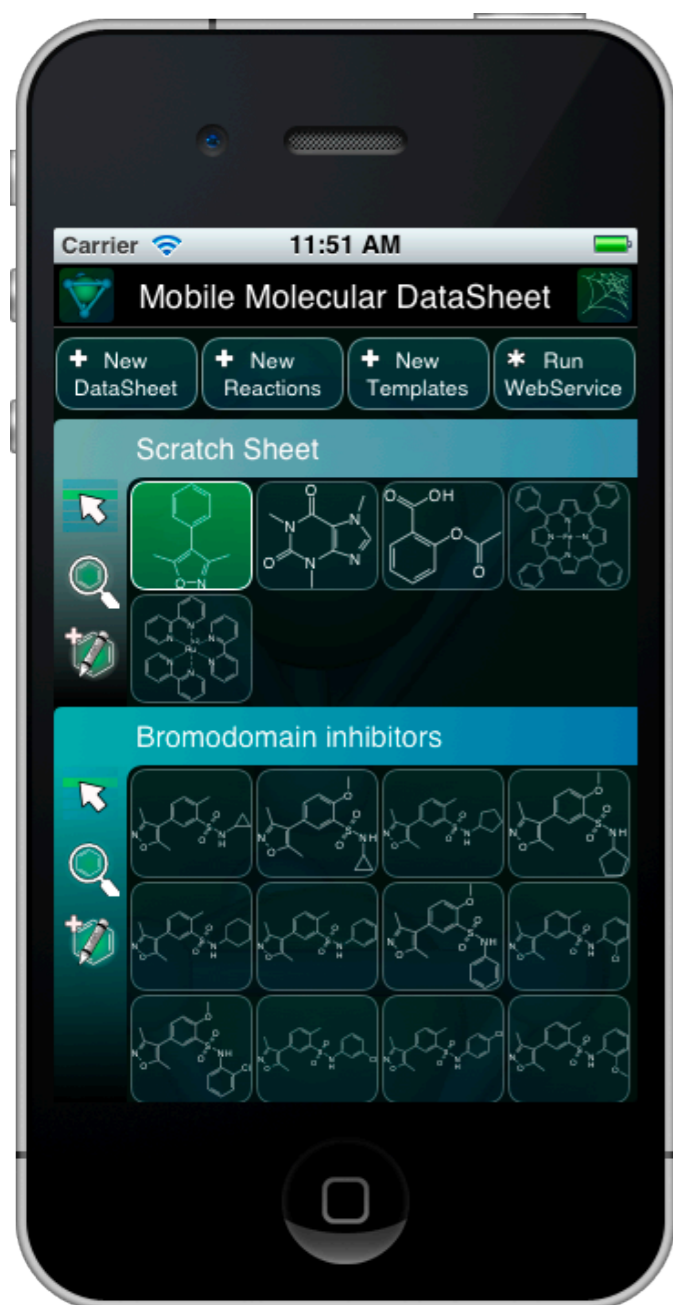 Carrier 11:51 AM
Mobile Molecular DataSheet
+ New
DataSheet
+ New
Reactions
+ New
Templates
* Run
WebService
Scratch Sheet
Bromodomain inhibitors